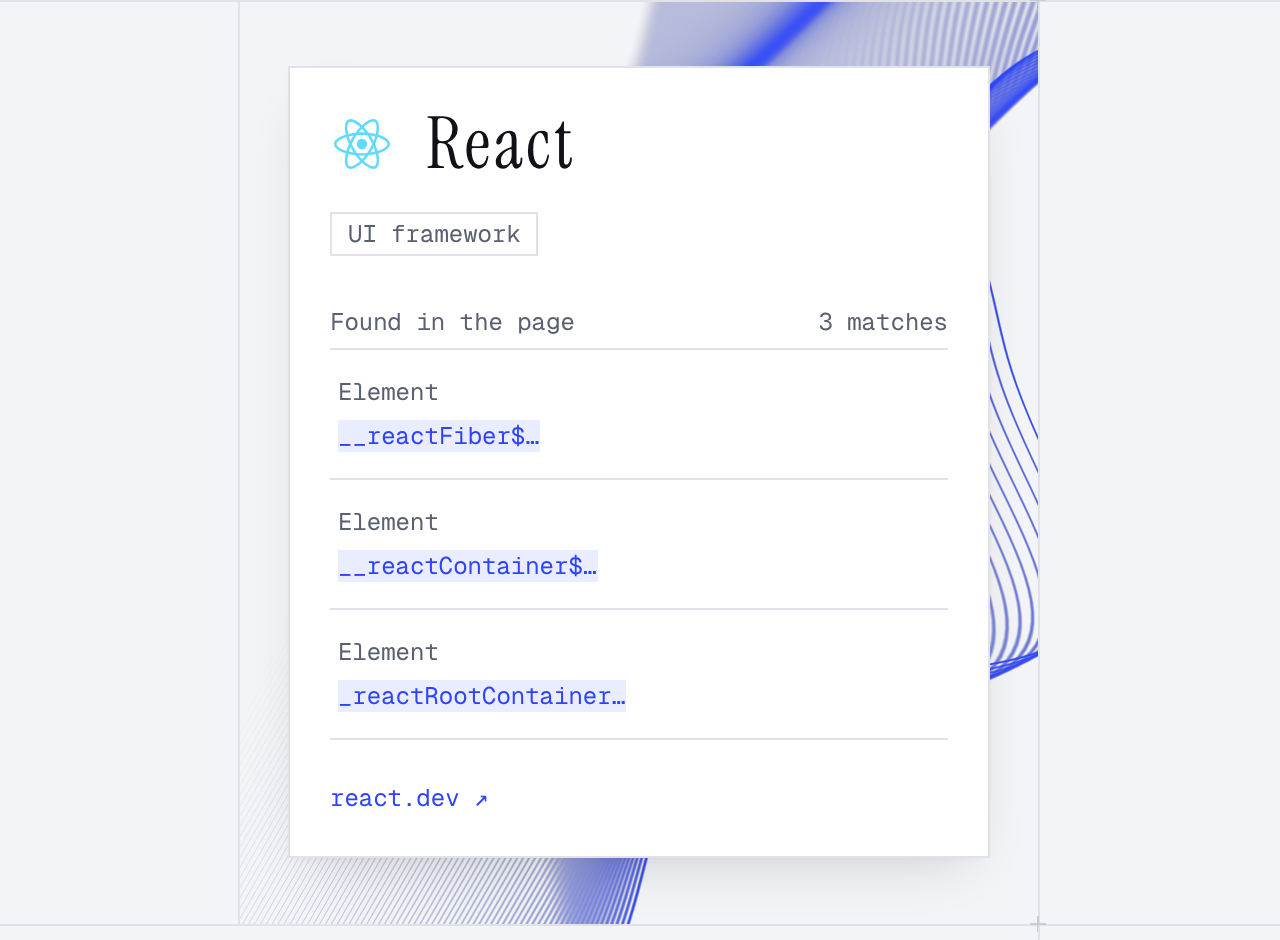 React
UI framework
Found in the page 3 matches
Element
__reactFiber$…
Element
__reactContainer$…
Element
_reactRootContainer…
react.dev ↗